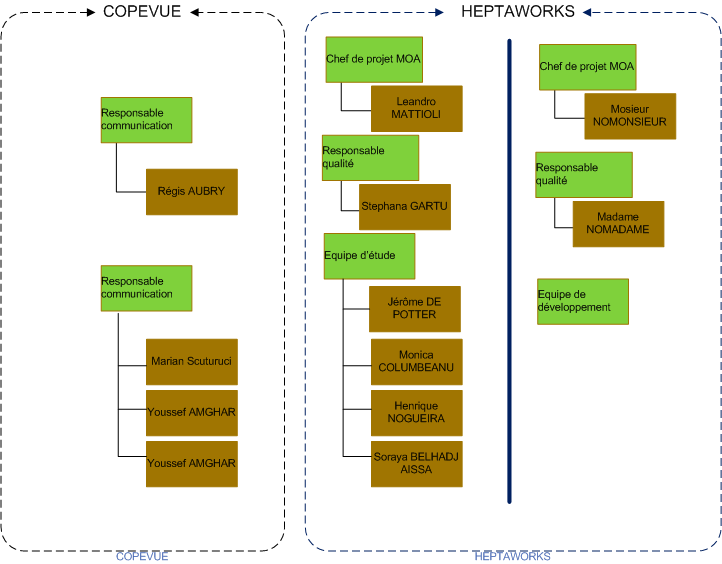 COPEVUE
Responsable
communication
Régis AUBRY
Responsable
communication
Marian Scuturuci
Youssef AMGHAR
Youssef AMGHAR
COPEVUE
HEPTAWORKS
Chef de projet MOA
Leandro
MATTIOLI
Responsable
qualité
Stephana GARTU
Equipe d'étude
Jérôme DE
POTTER
Monica
COLUMBEANU
Henrique
NOGUEIRA
Soraya BELHADJ
AISSA
Chef de projet MOA
Mosieur
NOMONSIEUR
Responsable
qualité
Madame
NOMADAME
Equipe de
développement
HEPTAWORKS